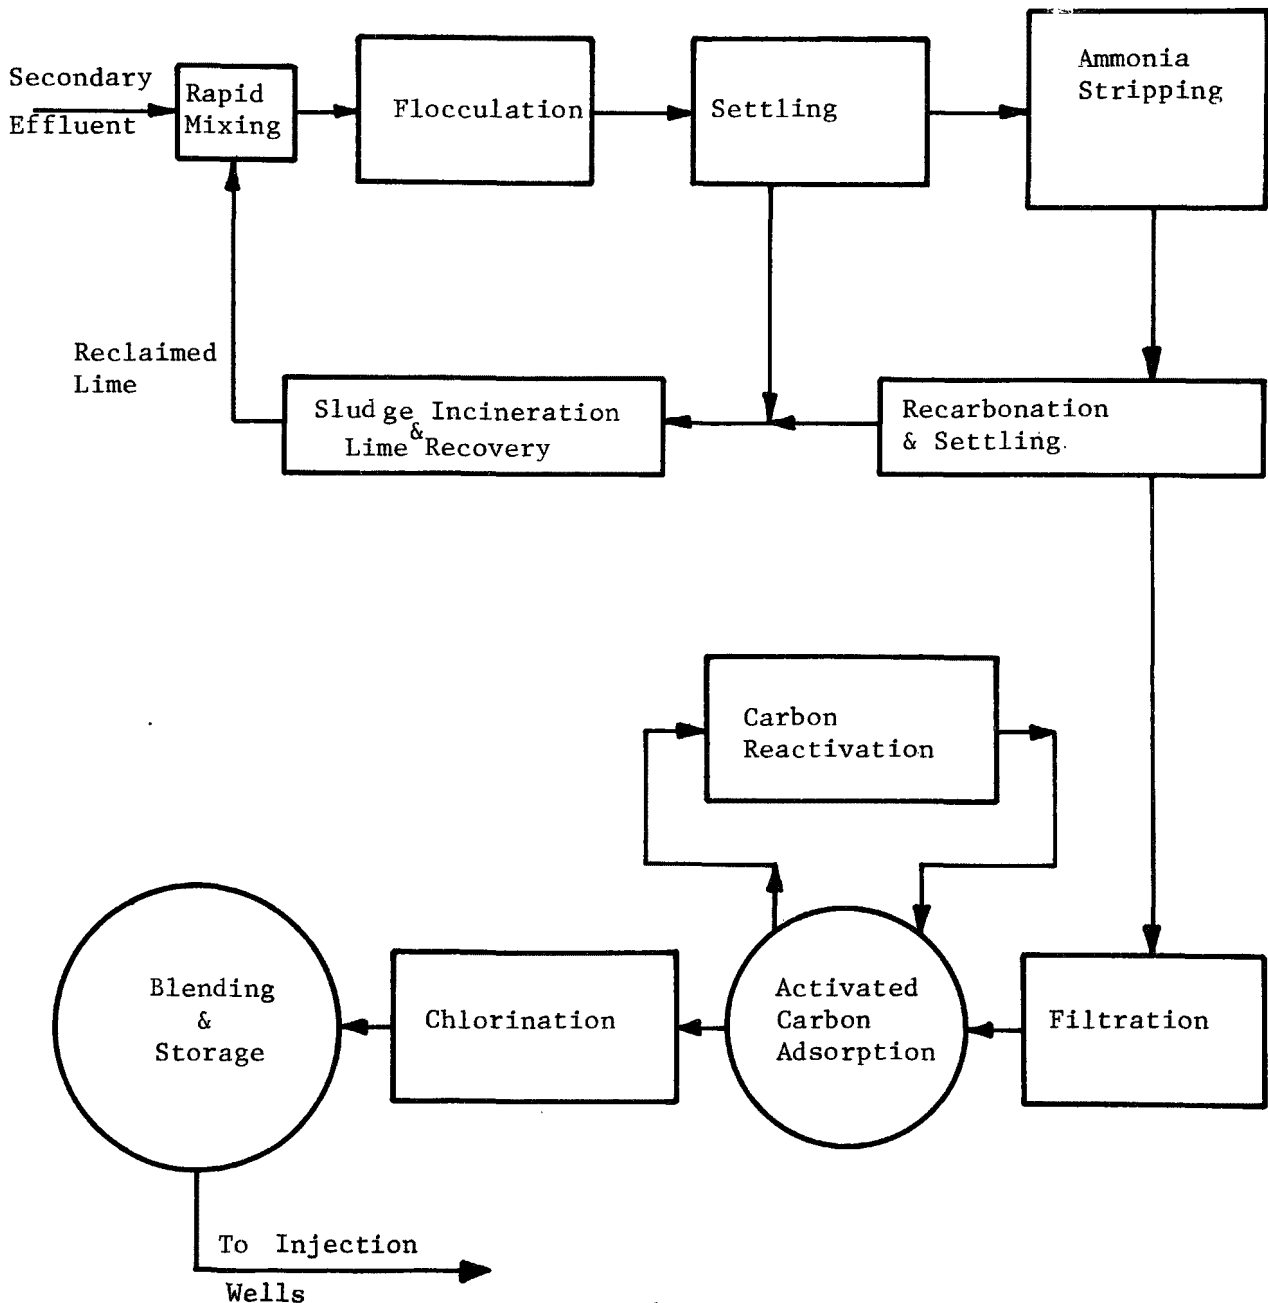 Secondary
Effluent
Rapid
Mixing
Flocculation
Settling
Ammonia
Stripping
Reclaimed
Lime
Sludge Incineration
&
Lime Recovery
Recarbonation
& Settling.
Carbon
Reactivation
Blending
&
Storage
Chlorination
Activated
Carbon
Adsorption
Filtration
To Injection
Wells